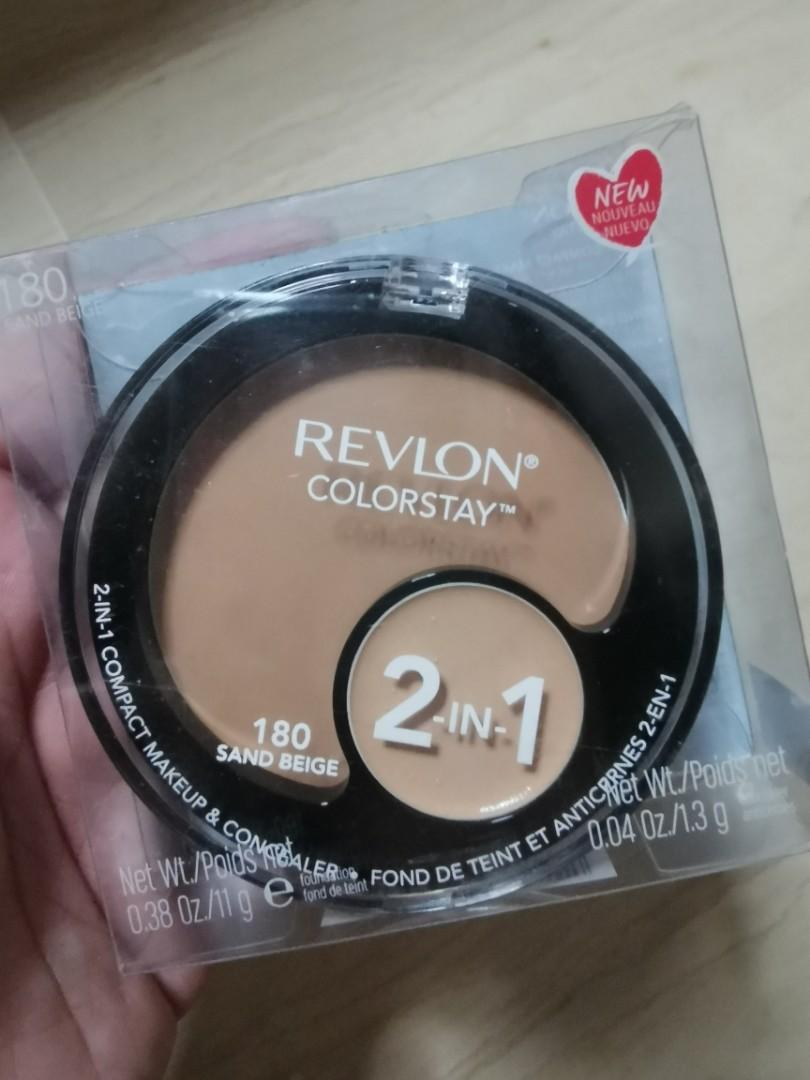 NEW
NOUVEAU
NUEVO
180
SAND BEIGE
REVLON®
COLORSTAY™
2-IN-1
180
SAND BEIGE
2-IN-1 COMPACT MAKEUP & CONCEALER • FOND DE TEINT ET ANTICERNES 2-EN-1
Net Wt./Poids net
0.04 Oz./1.3 g
Net Wt./Poids net
0.38 Oz./11 g e foundation
fond de teint